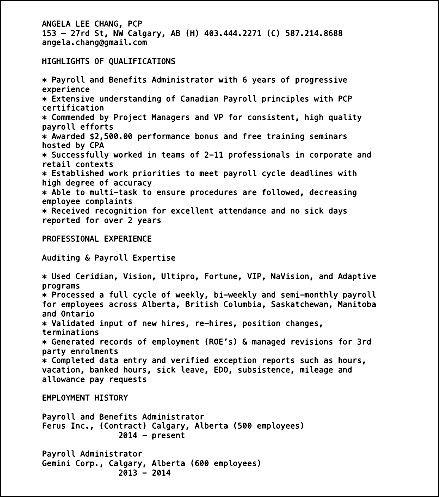 ANGELA LEE CHANG, PCP
153 – 27rd St, NW Calgary, AB (H) 403.444.2271 (C) 587.214.8688
angela.chang@gmail.com
HIGHLIGHTS OF QUALIFICATIONS
* Payroll and Benefits Administrator with 6 years of progressive
experience
* Extensive understanding of Canadian Payroll principles with PCP
certification
* Commended by Project Managers and VP for consistent, high quality
payroll efforts
* Awarded $2,500.00 performance bonus and free training seminars
hosted by CPA
* Successfully worked in teams of 2-11 professionals in corporate and
retail contexts
* Established work priorities to meet payroll cycle deadlines with
high degree of accuracy
* Able to multi-task to ensure procedures are followed, decreasing
employee complaints
* Received recognition for excellent attendance and no sick days
reported for over 2 years
PROFESSIONAL EXPERIENCE
Auditing & Payroll Expertise
* Used Ceridian, Vision, Ultipro, Fortune, VIP, NaVision, and Adaptive
programs
* Processed a full cycle of weekly, bi-weekly and semi-monthly payroll
for employees across Alberta, British Columbia, Saskatchewan, Manitoba
and Ontario
* Validated input of new hires, re-hires, position changes,
terminations
* Generated records of employment (ROE's) & managed revisions for 3rd
party enrolments
* Completed data entry and verified exception reports such as hours,
vacation, banked hours, sick leave, EDO, subsistence, mileage and
allowance pay requests
EMPLOYMENT HISTORY
Payroll and Benefits Administrator
Ferus Inc., (Contract) Calgary, Alberta (500 employees)
2014 – present
Payroll Administrator
Gemini Corp., Calgary, Alberta (600 employees)
2013 – 2014